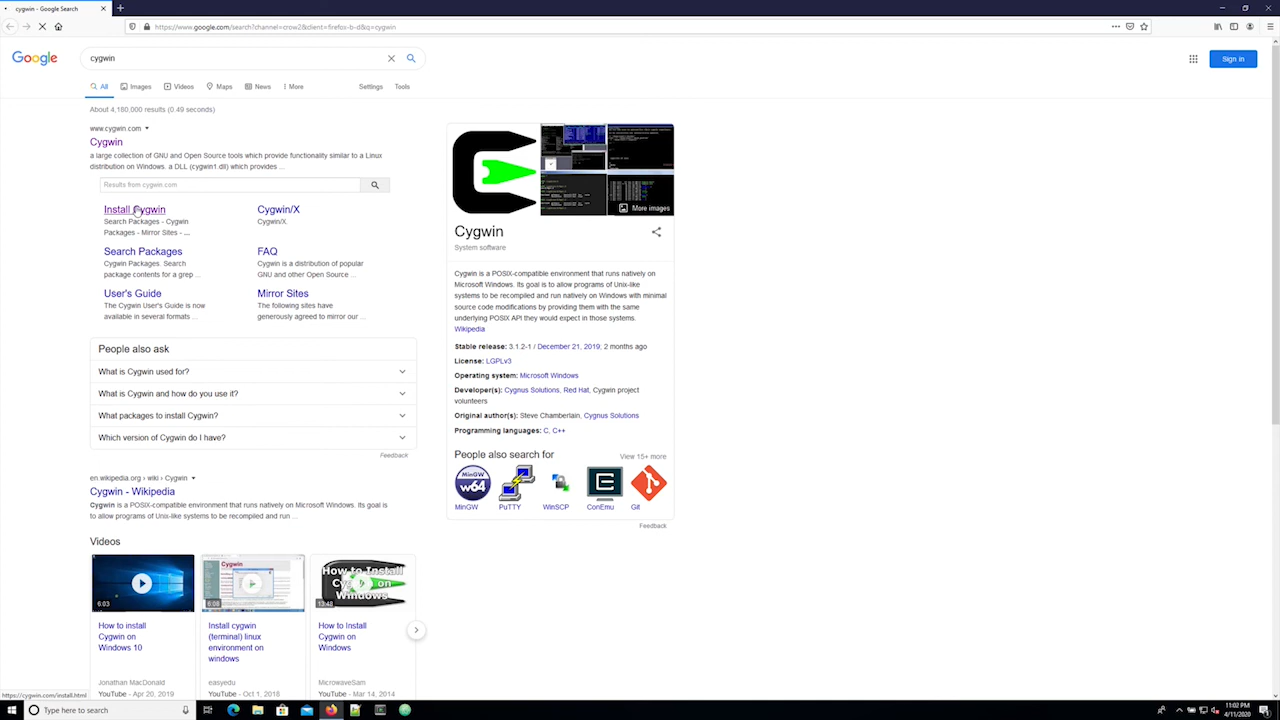 cygwin - Google Search
https://www.google.com/search?channel=crow2&client=firefox-b-d&q=cygwin
Google
cygwin
Sign in
All
Images
Videos
Maps
News
More
Settings
Tools
About 4,180,000 results (0.49 seconds)
www.cygwin.com
Cygwin
a large collection of GNU and Open Source tools which provide functionality similar to a Linux
distribution on Windows. a DLL (cygwin1.dll) which provides ...
Results from cygwin.com
Install Cygwin
Search Packages - Cygwin
Packages - Mirror Sites - ...
Cygwin/X
Cygwin/X.
Search Packages
Cygwin Packages. Search
package contents for a grep ...
FAQ
Cygwin is a distribution of popular
GNU and other Open Source ...
User's Guide
The Cygwin User's Guide is now
available in several formats ...
Mirror Sites
The following sites have
generously agreed to mirror our ...
People also ask
What is Cygwin used for?
What is Cygwin and how do you use it?
What packages to install Cygwin?
Which version of Cygwin do I have?
Feedback
en.wikipedia.org › wiki › Cygwin
Cygwin - Wikipedia
Cygwin is a POSIX-compatible environment that runs natively on Microsoft Windows. Its goal is
to allow programs of Unix-like systems to be recompiled and run ...
Videos
6:03
6:08
How to Install
Cygwin on
Windows
13:48
How to install
Cygwin on
Windows 10
Jonathan MacDonald
YouTube - Apr 20, 2019
Install cygwin
(terminal) linux
environment on
windows
easyedu
YouTube - Oct 1, 2018
How to Install
Cygwin on
Windows
MicrowaveSam
YouTube - Mar 14, 2014
More images
Cygwin
System software
Cygwin is a POSIX-compatible environment that runs natively on
Microsoft Windows. Its goal is to allow programs of Unix-like
systems to be recompiled and run natively on Windows with minimal
source code modifications by providing them with the same
underlying POSIX API they would expect in those systems.
Wikipedia
Stable release: 3.1.2-1 / December 21, 2019; 2 months ago
License: LGPLv3
Operating system: Microsoft Windows
Developer(s): Cygnus Solutions, Red Hat, Cygwin project
volunteers
Original author(s): Steve Chamberlain, Cygnus Solutions
Programming languages: C, C++
People also search for
View 15+ more
MinGW
w64
MinGW
PuTTY
WinSCP
ConEmu
Git
Feedback
https://cygwin.com/install.html
Type here to search
11:02 PM
4/11/2020